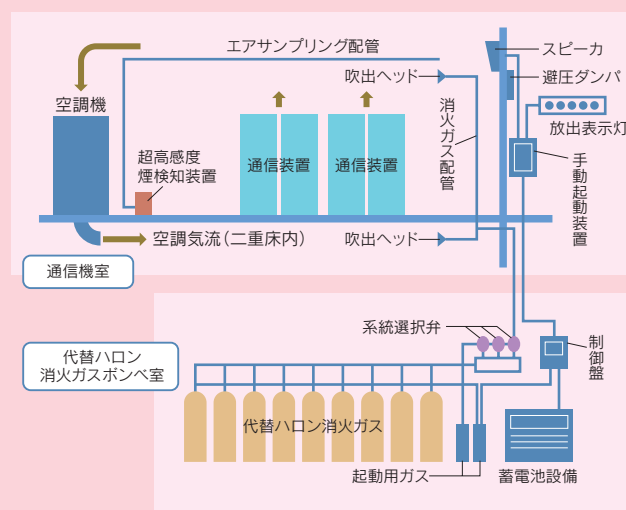 エアサンプリング配管
スピーカ
避圧ダンパ
吹出ヘッド
空調機
消火ガス配管
放出表示灯
超高感度
煙検知装置
通信装置
通信装置
手動起動装置
空調気流(二重床内)
吹出ヘッド
通信機室
系統選択弁
制御盤
代替ハロン
消火ガスボンベ室
代替ハロン消火ガス
起動用ガス
蓄電池設備